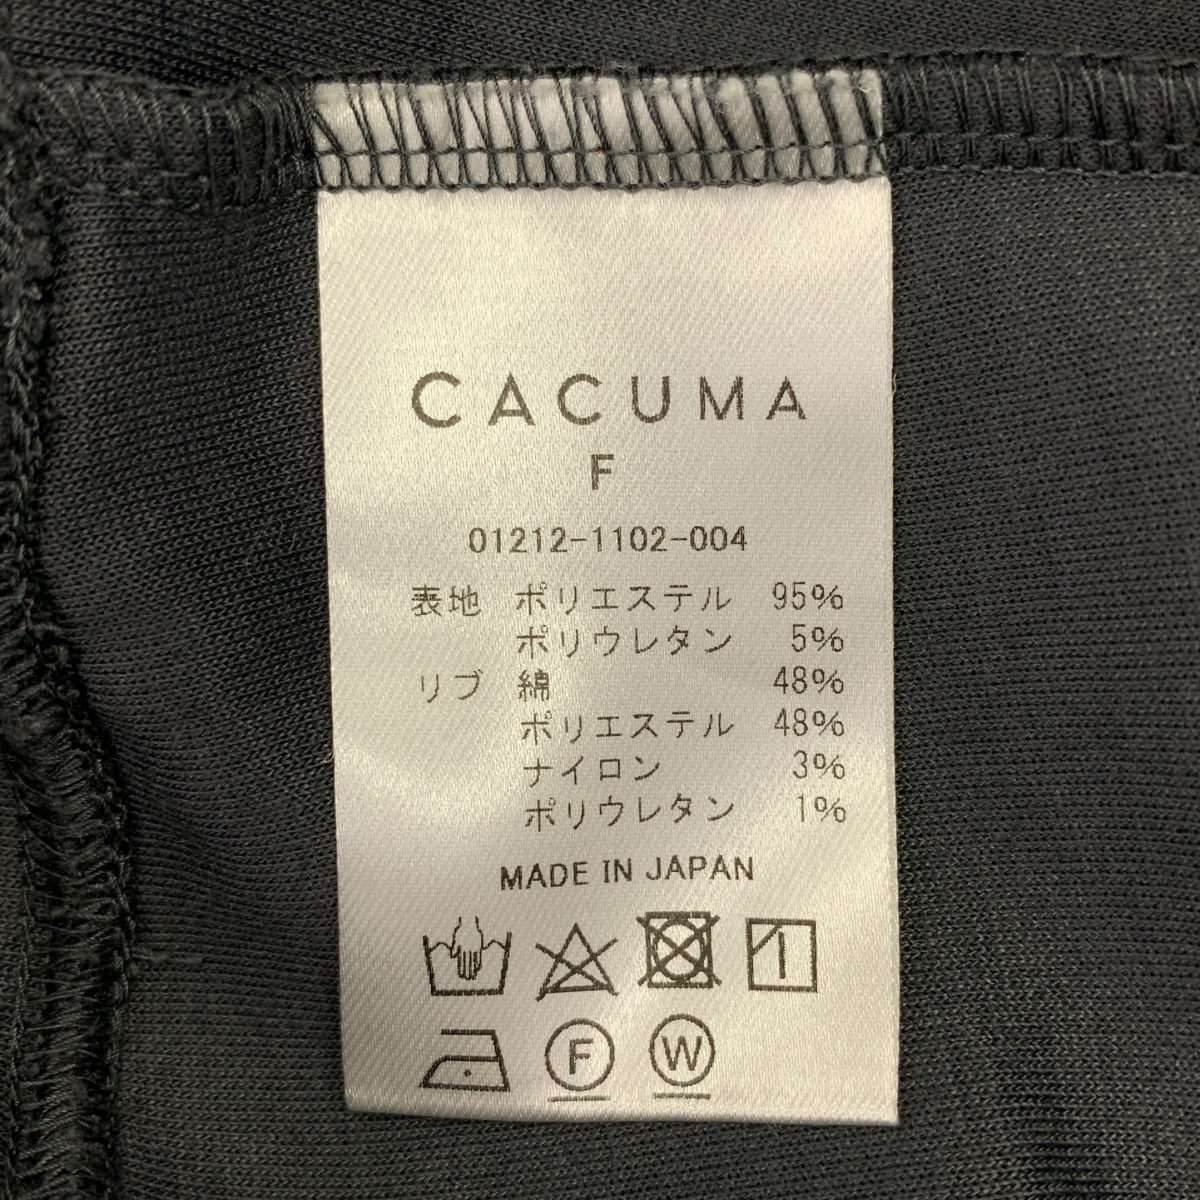 CACUMA
F
01212-1102-004
表地 ポリエステル 95%
ポリウレタン 5%
リブ 綿 48%
ポリエステル 48%
ナイロン 3%
ポリウレタン 1%
MADE IN JAPAN
F W